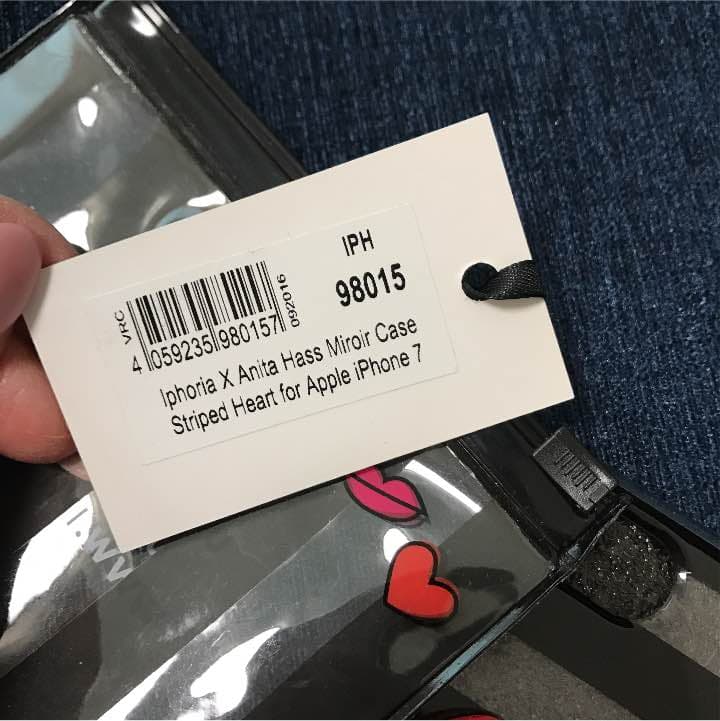 IPH
98015
VRC
4 059235 980157
092016
Iphoria X Anita Hass Miroir Case
Striped Heart for Apple iPhone 7